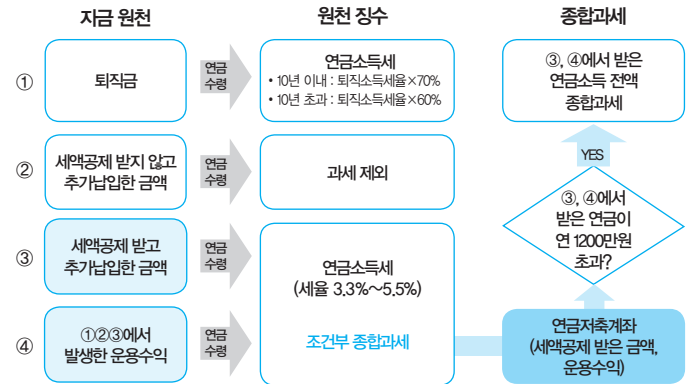 자금 원천
원천 징수
종합과세
①
퇴직금
연금
수령
연금소득세
• 10년 이내 : 퇴직소득세율×70%
• 10년 초과 : 퇴직소득세율×60%
③, ④에서 받은
연금소득 전액
종합과세
YES
②
세액공제 받지 않고
추가납입한 금액
연금
수령
과세 제외
③, ④에서
받은 연금이
연 1200만원
초과?
③
세액공제 받고
추가납입한 금액
연금
수령
연금소득세
(세율 3.3%~5.5%)
조건부 종합과세
④
①②③에서
발생한 운용수익
연금
수령
연금저축계좌
(세액공제 받은 금액,
운용수익)